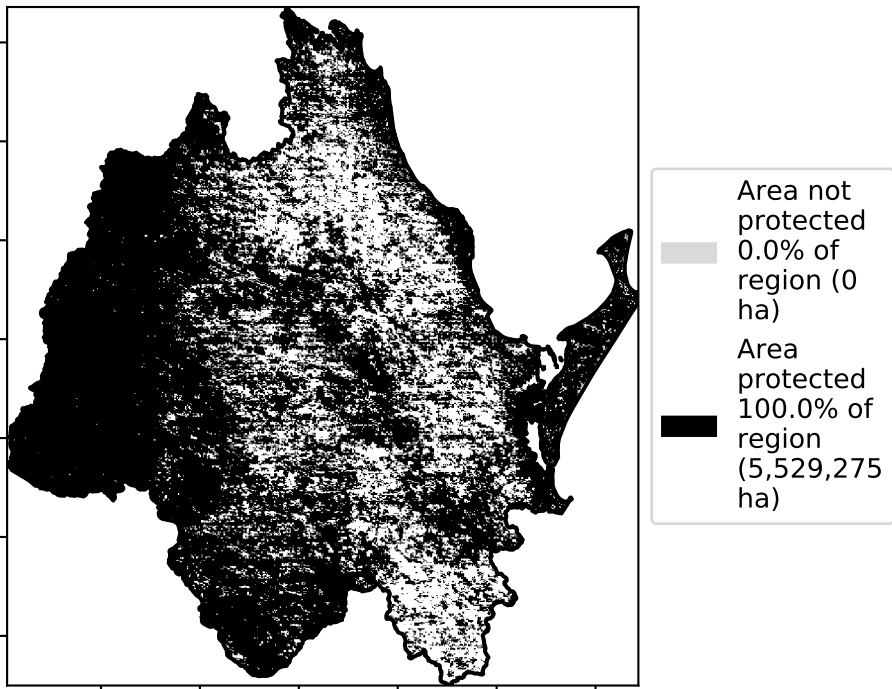 Area not
protected
0.0% of
region (0
ha)
Area
protected
100.0% of
region
(5,529,275
ha)